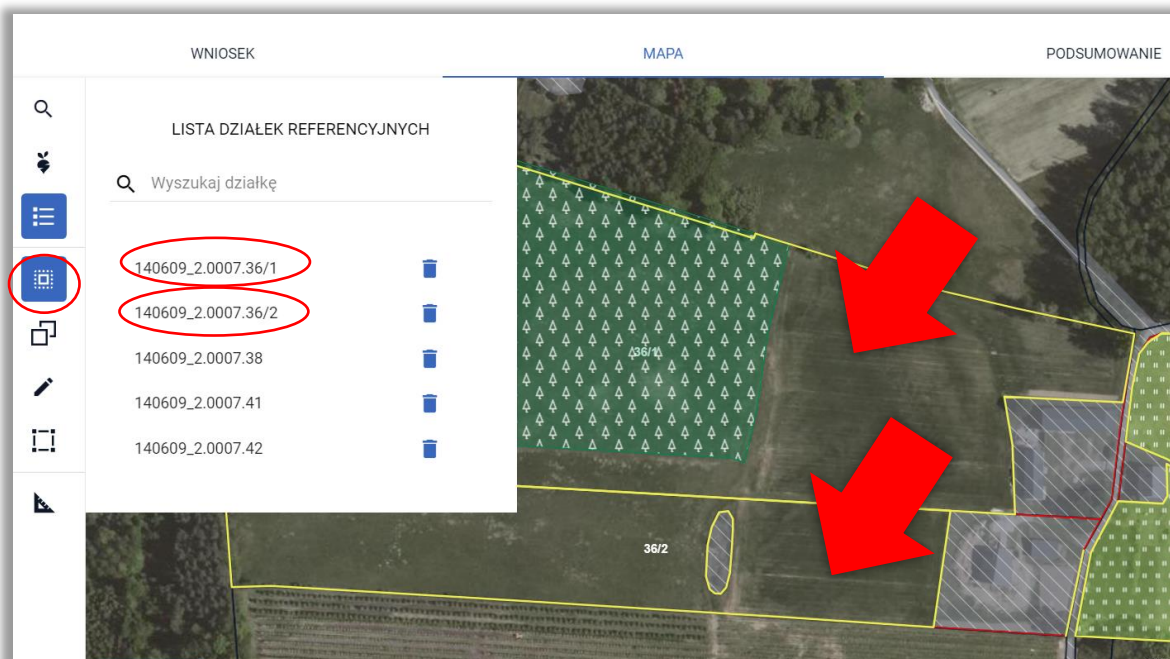 WNIOSEK
MAPA
PODSUMOWANIE
LISTA DZIAŁEK REFERENCYJNYCH
Wyszukaj działkę
140609_2.0007.36/1
140609_2.0007.36/2
140609_2.0007.38
140609_2.0007.41
140609_2.0007.42
36/1
36/2